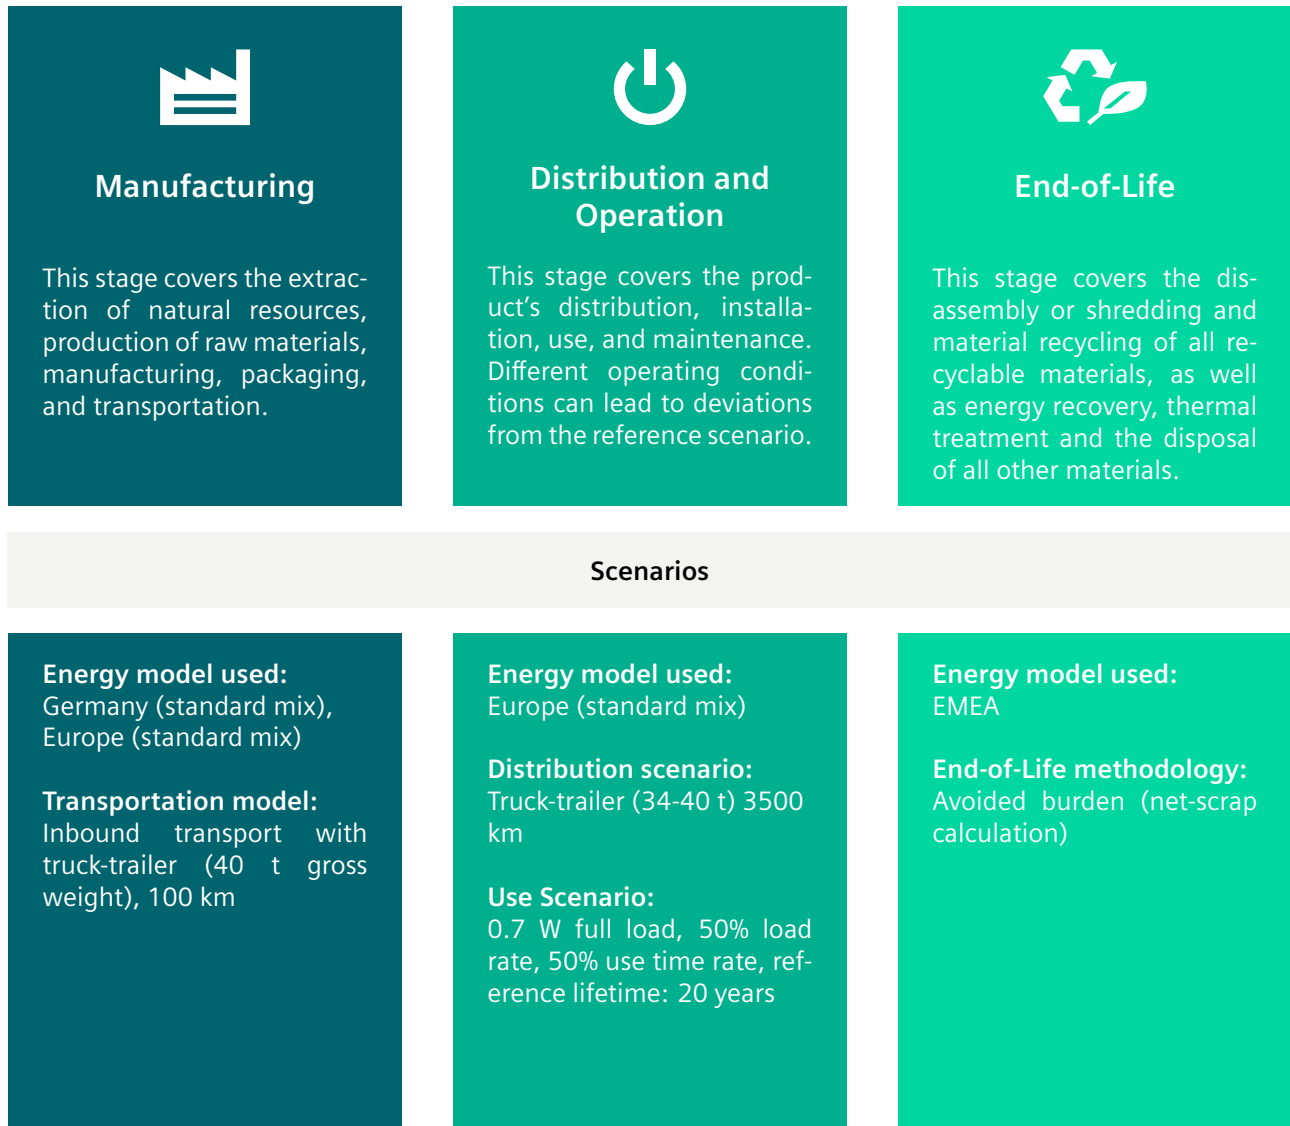 Manufacturing
This stage covers the extrac-
tion of natural resources,
production of raw materials,
manufacturing, packaging,
and transportation.
Distribution and
Operation
This stage covers the prod-
uct's distribution, installa-
tion, use, and maintenance.
Different operating condi-
tions can lead to deviations
from the reference scenario.
End-of-Life
This stage covers the dis-
assembly or shredding and
material recycling of all re-
cyclable materials, as well
as energy recovery, thermal
treatment and the disposal
of all other materials.
Scenarios
Energy model used:
Germany (standard mix),
Europe (standard mix)
Transportation model:
Inbound transport with
truck-trailer (40 t gross
weight), 100 km
Energy model used:
Europe (standard mix)
Distribution scenario:
Truck-trailer (34-40 t) 3500
km
Use Scenario:
0.7 W full load, 50% load
rate, 50% use time rate, ref-
erence lifetime: 20 years
Energy model used:
EMEA
End-of-Life methodology:
Avoided burden (net-scrap
calculation)